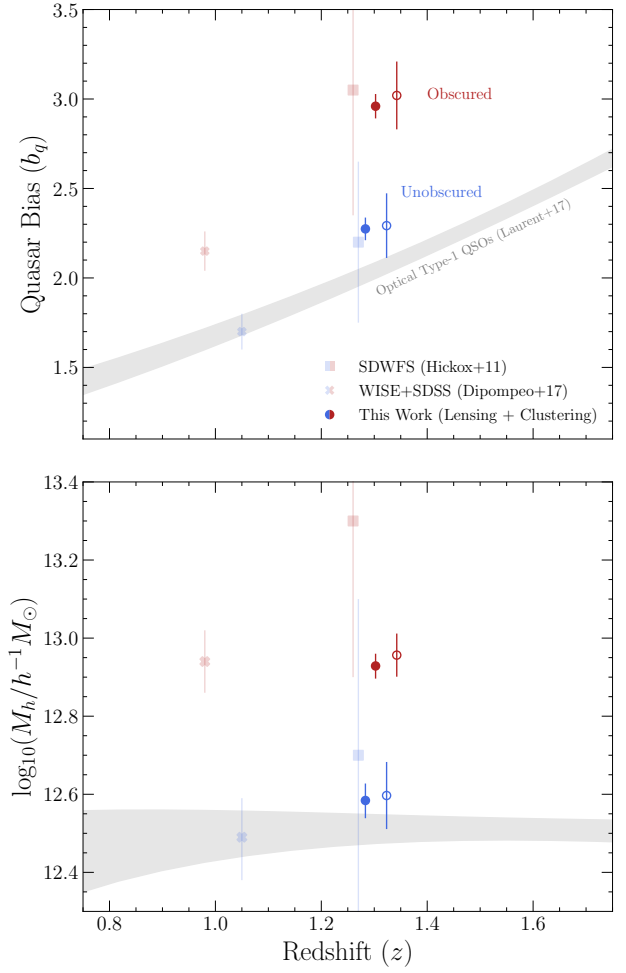 3.5
3.0
2.5
2.0
1.5
Quasar Bias (b_q)
Obscured
Unobscured
Optical Type-1 QSOs (Laurent+17)
SDWFS (Hickox+11)
WISE+SDSS (Dipompeo+17)
This Work (Lensing + Clustering)
13.4
13.2
13.0
12.8
12.6
12.4
log₁₀(M_h/h⁻¹M_⊙)
0.8 1.0 1.2 1.4 1.6
Redshift (z)